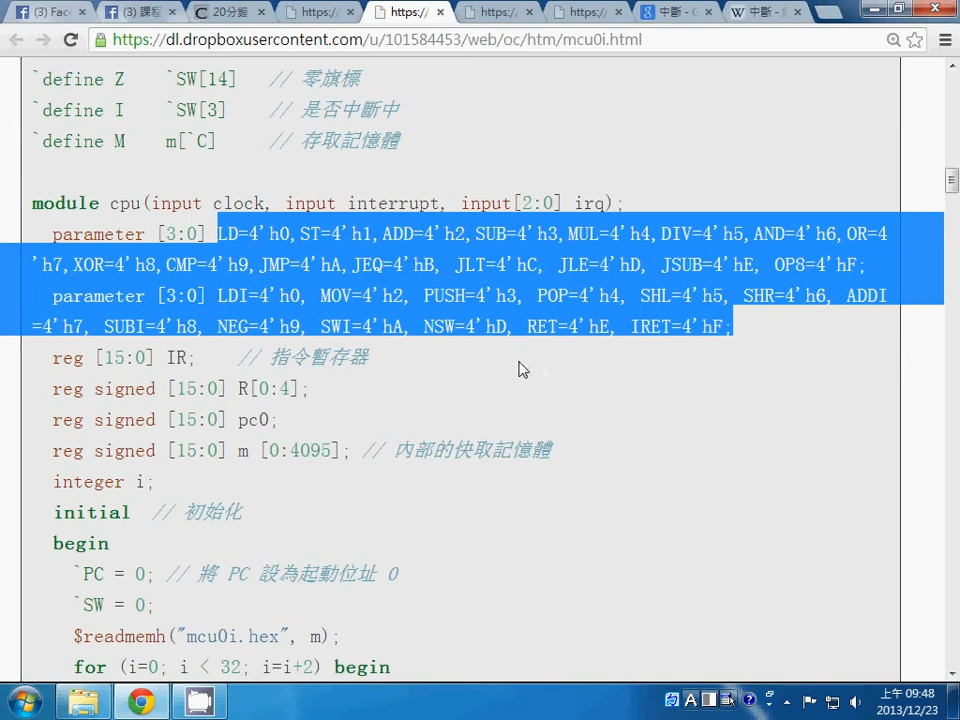 (3) Fac
(3) 課程
20分鐘
https:/
https:/
https:/
https:/
中斷 - G
中斷 -
https://dl.dropboxusercontent.com/u/101584453/web/oc/htm/mcu0i.html
`define Z    `SW[14]   // 零旗標
`define I    `SW[3]    // 是否中斷中
`define M    m[`C]     // 存取記憶體
module cpu(input clock, input interrupt, input[2:0] irq);
parameter [3:0] LD=4'h0,ST=4'h1,ADD=4'h2,SUB=4'h3,MUL=4'h4,DIV=4'h5,AND=4'h6,OR=4
'h7,XOR=4'h8,CMP=4'h9,JMP=4'hA,JEQ=4'hB, JLT=4'hC, JLE=4'hD, JSUB=4'hE, OP8=4'hF;
parameter [3:0] LDI=4'h0, MOV=4'h2, PUSH=4'h3, POP=4'h4, SHL=4'h5, SHR=4'h6, ADDI
=4'h7, SUBI=4'h8, NEG=4'h9, SWI=4'hA, NSW=4'hD, RET=4'hE, IRET=4'hF;
reg [15:0] IR;    // 指令暫存器
reg signed [15:0] R[0:4];
reg signed [15:0] pc0;
reg signed [15:0] m [0:4095]; // 內部的快取記憶體
integer i;
initial  // 初始化
begin
`PC = 0; // 將 PC 設為起動位址 0
`SW = 0;
$readmemh("mcu0i.hex", m);
for (i=0; i < 32; i=i+2) begin
上午 09:48
2013/12/23